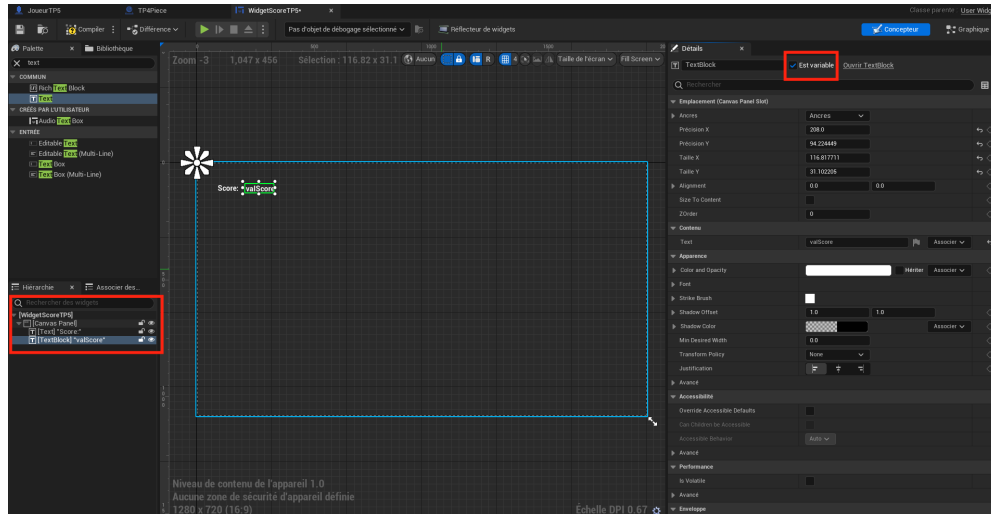 JoueurTP5
TP4Piece
WidgetScoreTP5•
Classe parente User Widg
Compiler
Différence
Pas d'objet de débogage sélectionné
Réflecteur de widgets
Concepteur
Graphique
Palette
Bibliothèque
text
COMMUN
Rich Text Block
Text
CRÉÉS PAR L'UTILISATEUR
Audio Text Box
ENTRÉE
Editable Text
Editable Text (Multi-Line)
Text Box
Text Box (Multi-Line)
Zoom -3
1,047 x 456
Sélection : 116.82 x 31.1
Aucun
R
4
Taille de l'écran
Fill Screen
0
500
1000
1500
Score:
valScore
Hiérarchie
Associer des...
Rechercher des widgets
[WidgetScoreTP5]
[Canvas Panel]
[Text] "Score:"
[TextBlock] "valScore"
Niveau de contenu de l'appareil 1.0
Aucune zone de sécurité d'appareil définie
1280 x 720 (16:9)
Échelle DPI 0.67
Détails
TextBlock
Est variable
Ouvrir TextBlock
Rechercher
Emplacement (Canvas Panel Slot)
Ancres
Ancres
Précision X
208.0
Précision Y
94.224449
Taille X
116.817711
Taille Y
31.102205
Alignment
0.0
0.0
Size To Content
ZOrder
0
Contenu
Text
valScore
Associer
Apparence
Color and Opacity
Hériter
Associer
Font
Strike Brush
Shadow Offset
1.0
1.0
Shadow Color
Associer
Min Desired Width
0.0
Transform Policy
None
Justification
Avancé
Accessibilité
Override Accessible Defaults
Can Children be Accessible
Accessible Behavior
Auto
Avancé
Performance
Is Volatile
Avancé
Enveloppe